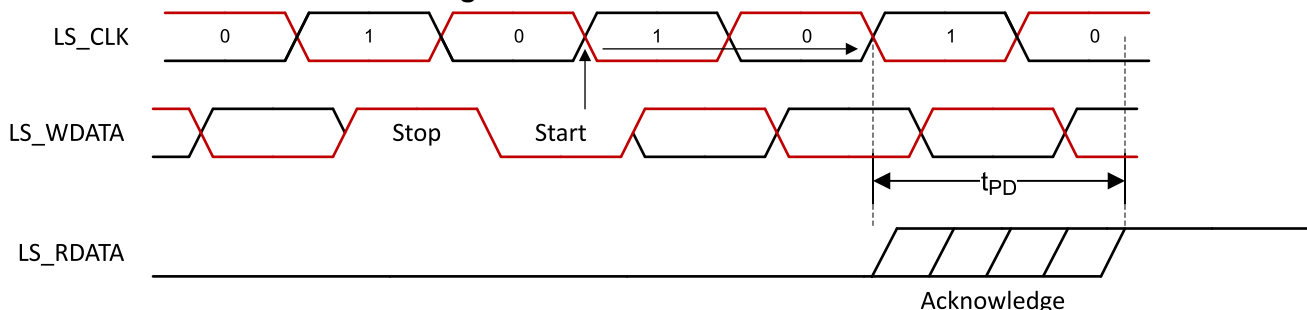 LS_CLK 0 1 0 1 0 1 0
LS_WDATA Stop Start
tPD
LS_RDATA
Acknowledge